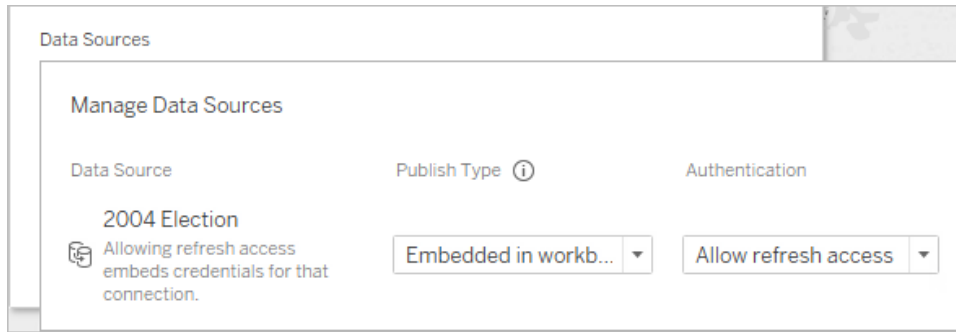 Data Sources
Manage Data Sources
Data Source Publish Type Authentication
2004 Election
Allowing refresh access
embeds credentials for that
connection.
Embedded in workb... Allow refresh access